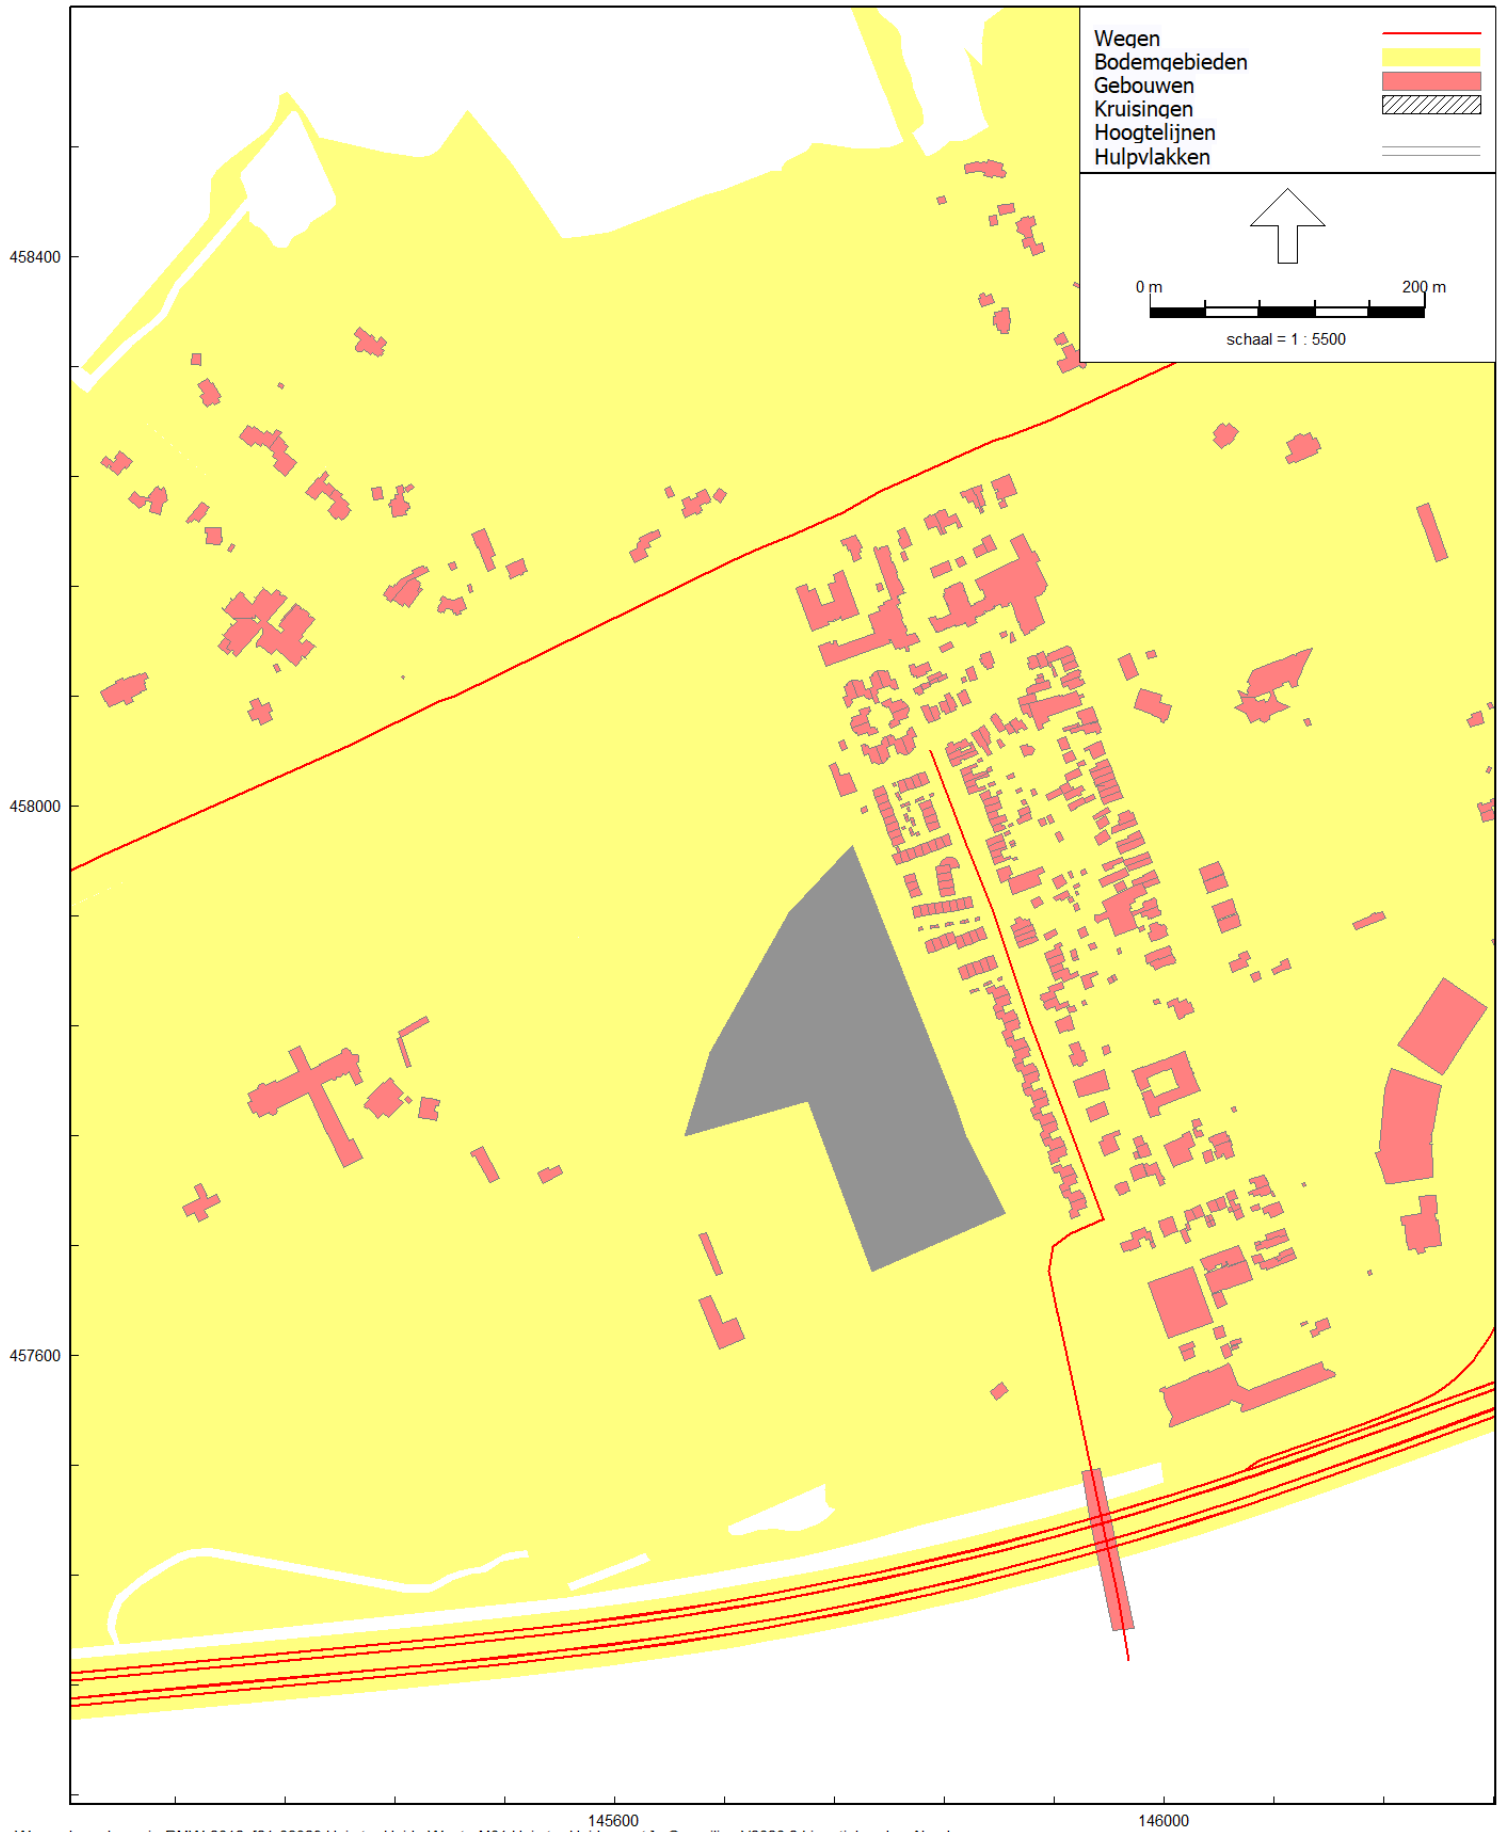 Wegen
Bodemgebieden
Gebouwen
Kruisingen
Hoogtelijnen
Hulpvlakken
0 m 200 m
schaal = 1 : 5500
458400
458000
457600
145600 146000